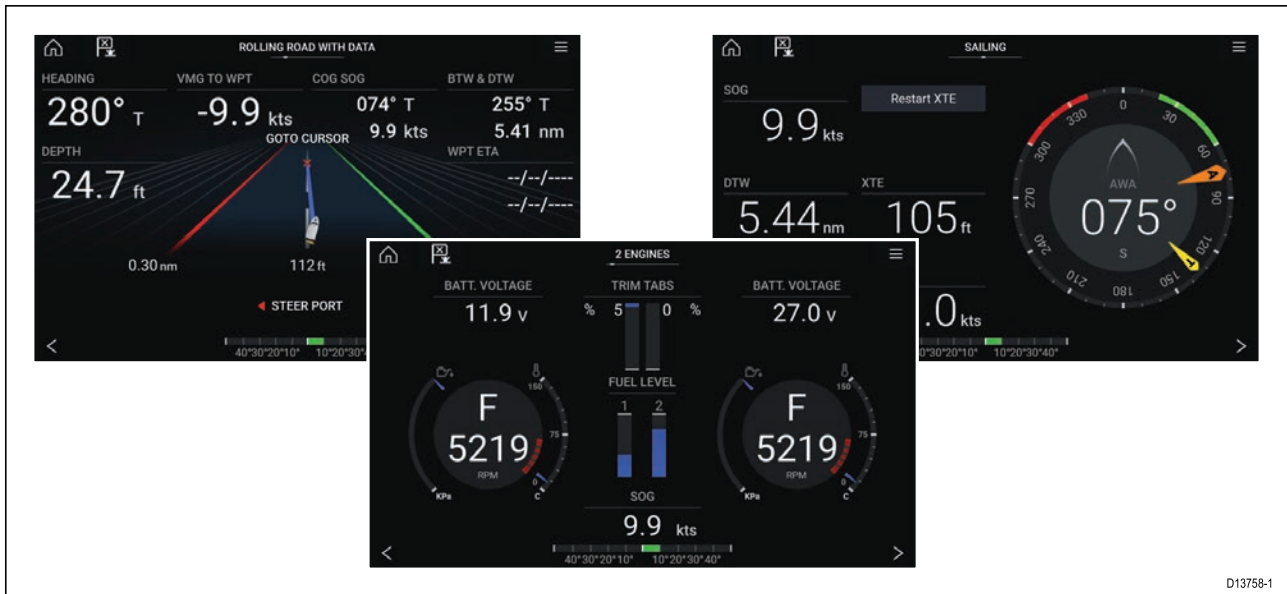 ROLLING ROAD WITH DATA
HEADING
280° T
VMG TO WPT
-9.9 kts
COG SOG
074° T
9.9 kts
BTW & DTW
255° T
5.41 nm
GOTO CURSOR
DEPTH
24.7 ft
WPT ETA
--/--/----
--/--/----
0.30 nm
112 ft
STEER PORT
40°30°20°10° 10°20°30°4
SAILING
SOG
9.9 kts
Restart XTE
DTW
5.44 nm
XTE
105 ft
.0 kts
0 30 60 90 120 150 180 210 240 270 300 330
A
T
AWA
075°
S
0°30°20°10° 10°20°30°40°
2 ENGINES
BATT. VOLTAGE
11.9 v
TRIM TABS
% 5 0 %
BATT. VOLTAGE
27.0 v
FUEL LEVEL
1 2
F
5219
RPM
KPa
150
75
0
C
F
5219
RPM
KPa
150
75
0
C
SOG
9.9 kts
40°30°20°10° 10°20°30°40°
D13758-1